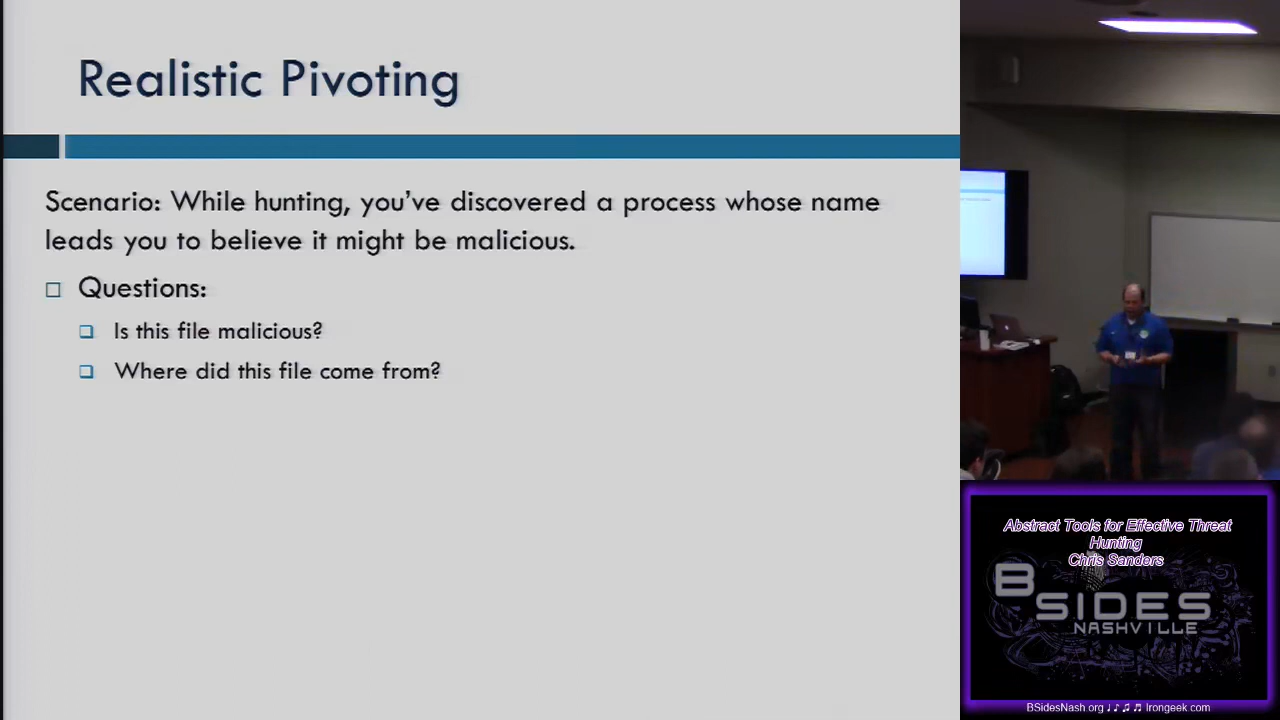 Realistic Pivoting
Scenario: While hunting, you've discovered a process whose name
leads you to believe it might be malicious.
Questions:
Is this file malicious?
Where did this file come from?
Abstract Tools for Effective Threat
Hunting
Chris Sanders
BSIDES
NASHVILLE
BSidesNash.org ♩♪♫♬ Irongeek.com